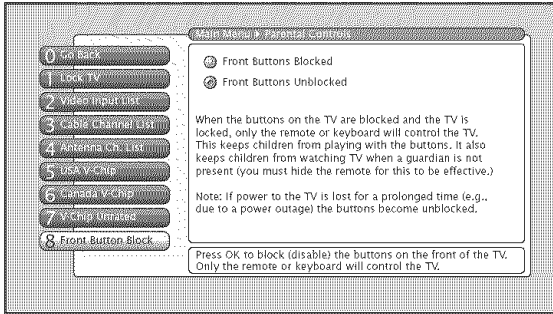 Main Menu ▸ Parental Controls
0 Go Back
1 Lock TV
2 Video Input List
3 Cable Channel List
4 Antenna Ch. List
5 USA V-Chip
6 Canada V-Chip
7 V-Chip Unrated
8 Front Button Block
Front Buttons Blocked
Front Buttons Unblocked
When the buttons on the TV are blocked and the TV is
locked, only the remote or keyboard will control the TV.
This keeps children from playing with the buttons. It also
keeps children from watching TV when a guardian is not
present (you must hide the remote for this to be effective.)
Note: If power to the TV is lost for a prolonged time (e.g.,
due to a power outage) the buttons become unblocked.
Press OK to block (disable) the buttons on the front of the TV.
Only the remote or keyboard will control the TV.